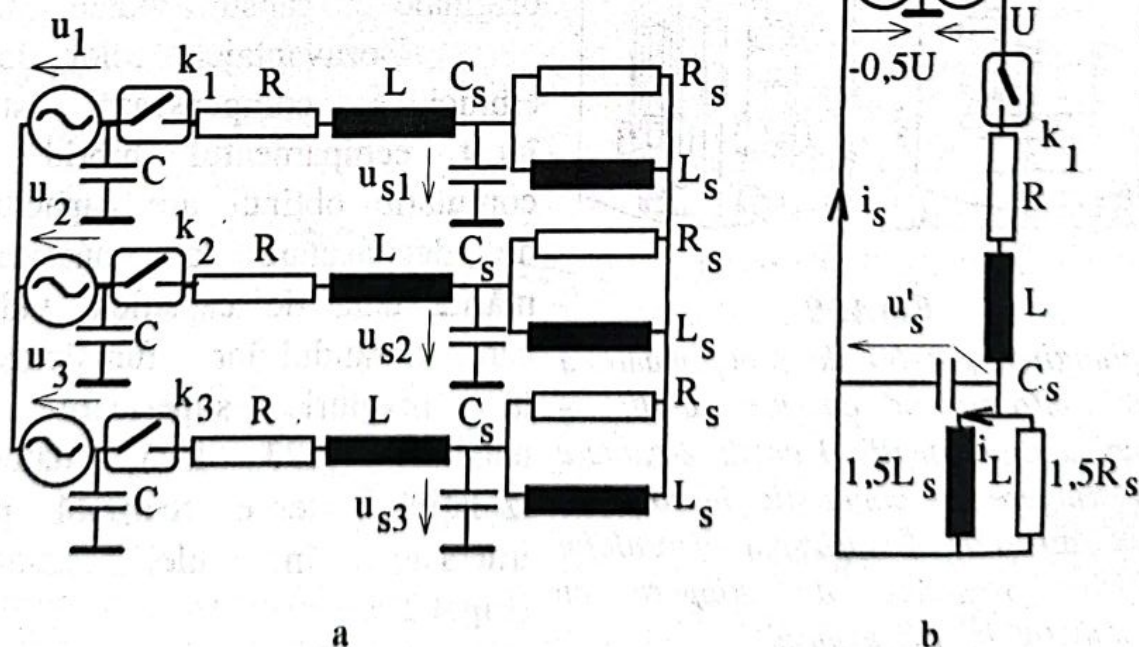 u1
k1 R L Cs Rs
C us1 Ls
u2
k2 R L Cs Rs
C us2 Ls
u3
k3 R L Cs Rs
C us3 Ls
a
U
-0,5U
k1
R
is
L
u's
Cs
iL
1,5Ls 1,5Rs
b